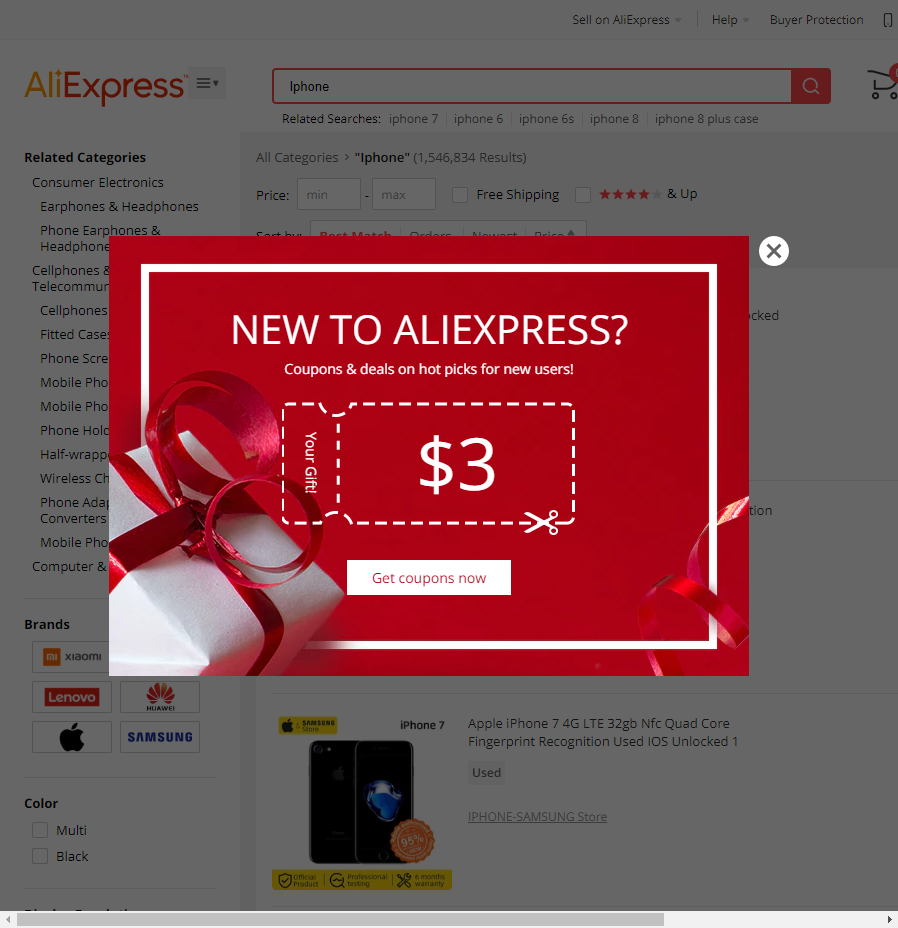 Sell on AliExpress
Help
Buyer Protection
AliExpress™
Iphone
Related Searches: iphone 7 iphone 6 iphone 6s iphone 8 iphone 8 plus case
Related Categories
All Categories > "Iphone" (1,546,834 Results)
Consumer Electronics
Price: min - max Free Shipping & Up
Earphones & Headphones
Phone Earphones &
Headphone
Sort by: Best Match Orders Newest Price
Cellphones &
Telecommun
Cellphones
Fitted Cases
Phone Scre
Mobile Pho
Mobile Pho
Phone Hold
Half-wrappe
Wireless Ch
Phone Adap
Converters
Mobile Pho
Computer &
ocked
tion
NEW TO ALIEXPRESS?
Coupons & deals on hot picks for new users!
Your Gift!
$3
Get coupons now
Brands
mi xiaomi
Lenovo
HUAWEI
SAMSUNG
Color
Multi
Black
SAMSUNG
Store
iPhone 7
95%
Official
Product
Professional
testing
6 months
warranty
Apple iPhone 7 4G LTE 32gb Nfc Quad Core
Fingerprint Recognition Used IOS Unlocked 1
Used
IPHONE-SAMSUNG Store